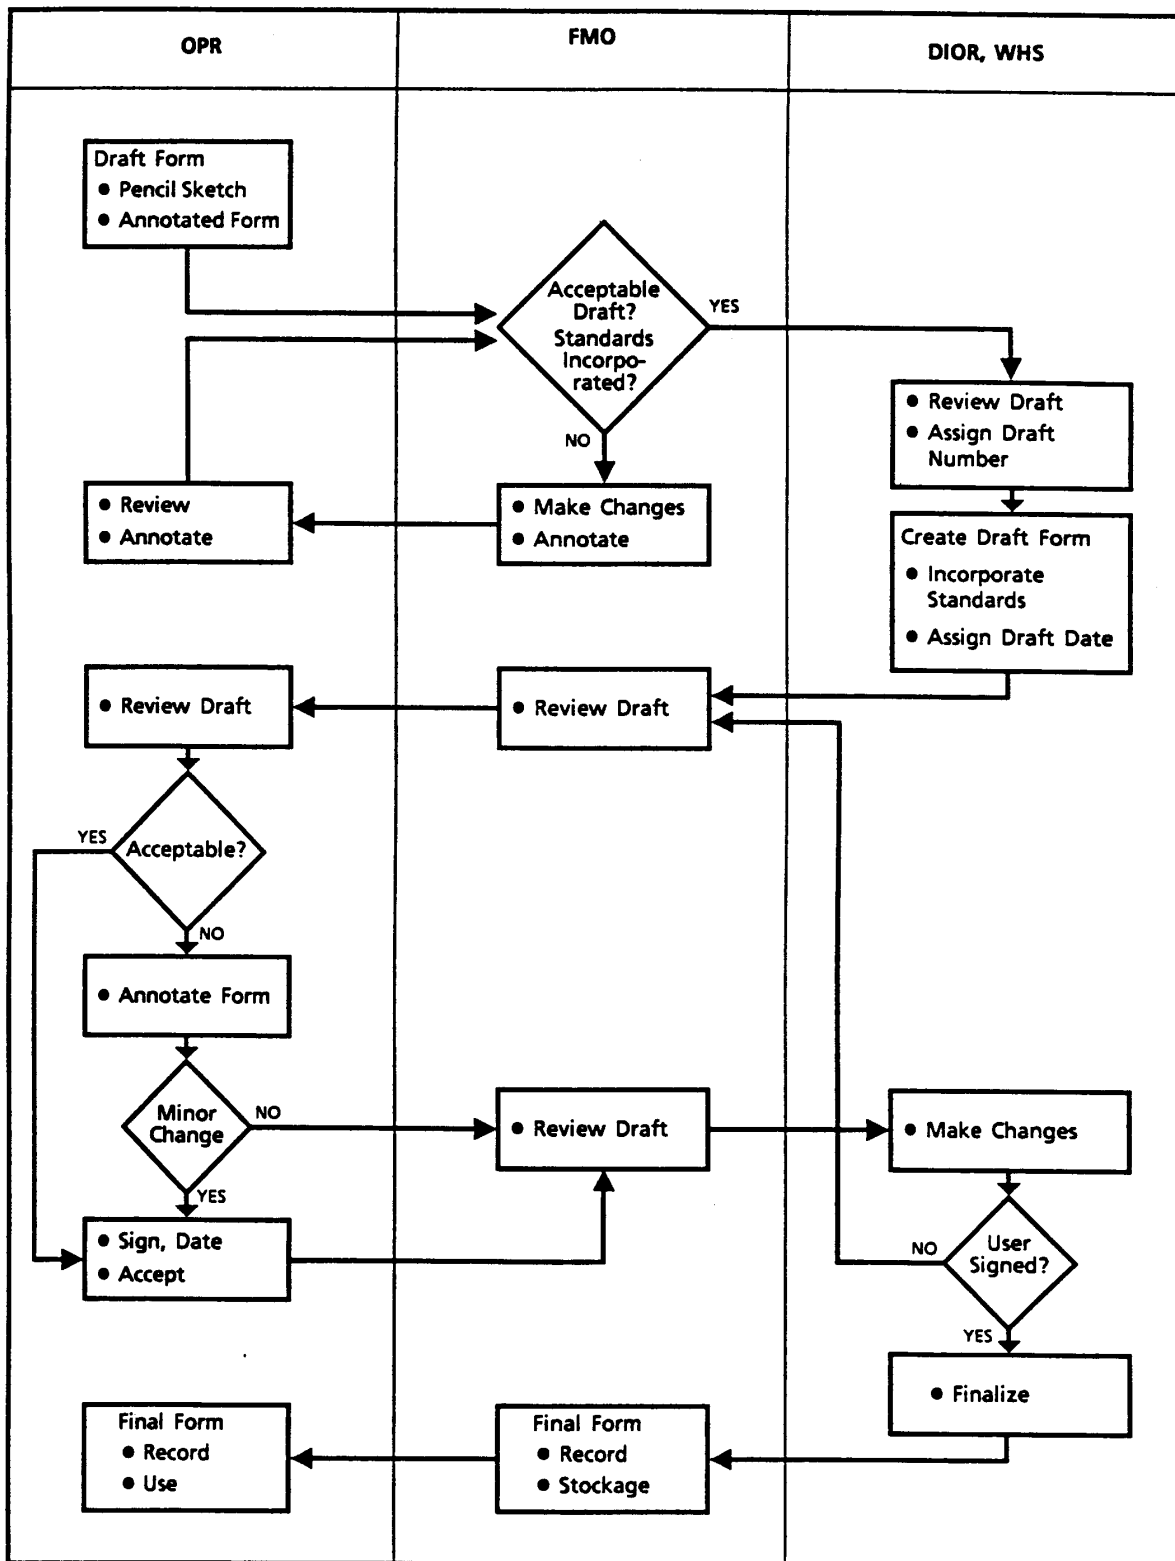 OPR
FMO
DIOR, WHS
Draft Form
• Pencil Sketch
• Annotated Form
Acceptable
Draft?
Standards
Incorpo-
rated?
YES
NO
• Review Draft
• Assign Draft
Number
• Review
• Annotate
• Make Changes
• Annotate
Create Draft Form
• Incorporate
Standards
• Assign Draft Date
• Review Draft
• Review Draft
YES
Acceptable?
NO
• Annotate Form
Minor
Change
NO
YES
• Review Draft
• Make Changes
• Sign, Date
• Accept
NO
User
Signed?
YES
• Finalize
Final Form
• Record
• Use
Final Form
• Record
• Stockage